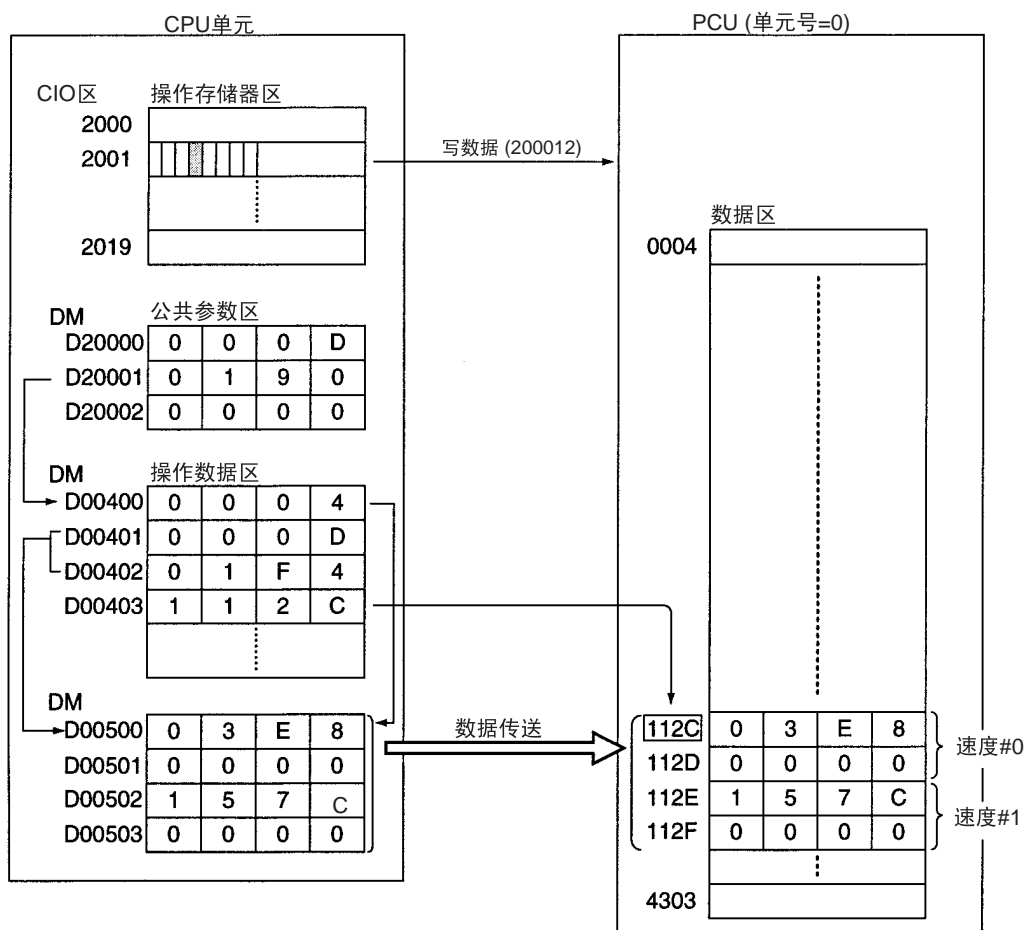 CPU单元
PCU (单元号=0)
CIO区
操作存储器区
2000
2001
写数据 (200012)
2019
数据区
0004
DM
公共参数区
D20000 0 0 0 D
D20001 0 1 9 0
D20002 0 0 0 0
DM
操作数据区
D00400 0 0 0 4
D00401 0 0 0 D
D00402 0 1 F 4
D00403 1 1 2 C
DM
D00500 0 3 E 8
D00501 0 0 0 0
D00502 1 5 7 C
D00503 0 0 0 0
数据传送
112C 0 3 E 8
112D 0 0 0 0
速度#0
112E 1 5 7 C
112F 0 0 0 0
速度#1
4303